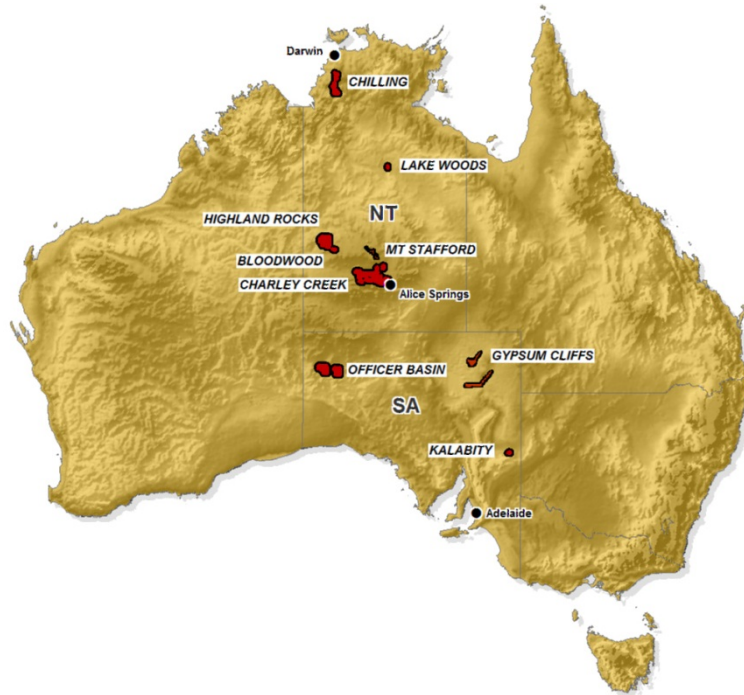 Darwin
CHILLING
LAKE WOODS
HIGHLAND ROCKS
NT
BLOODWOOD
MT STAFFORD
CHARLEY CREEK
Alice Springs
GYPSUM CLIFFS
OFFICER BASIN
SA
KALABITY
Adelaide